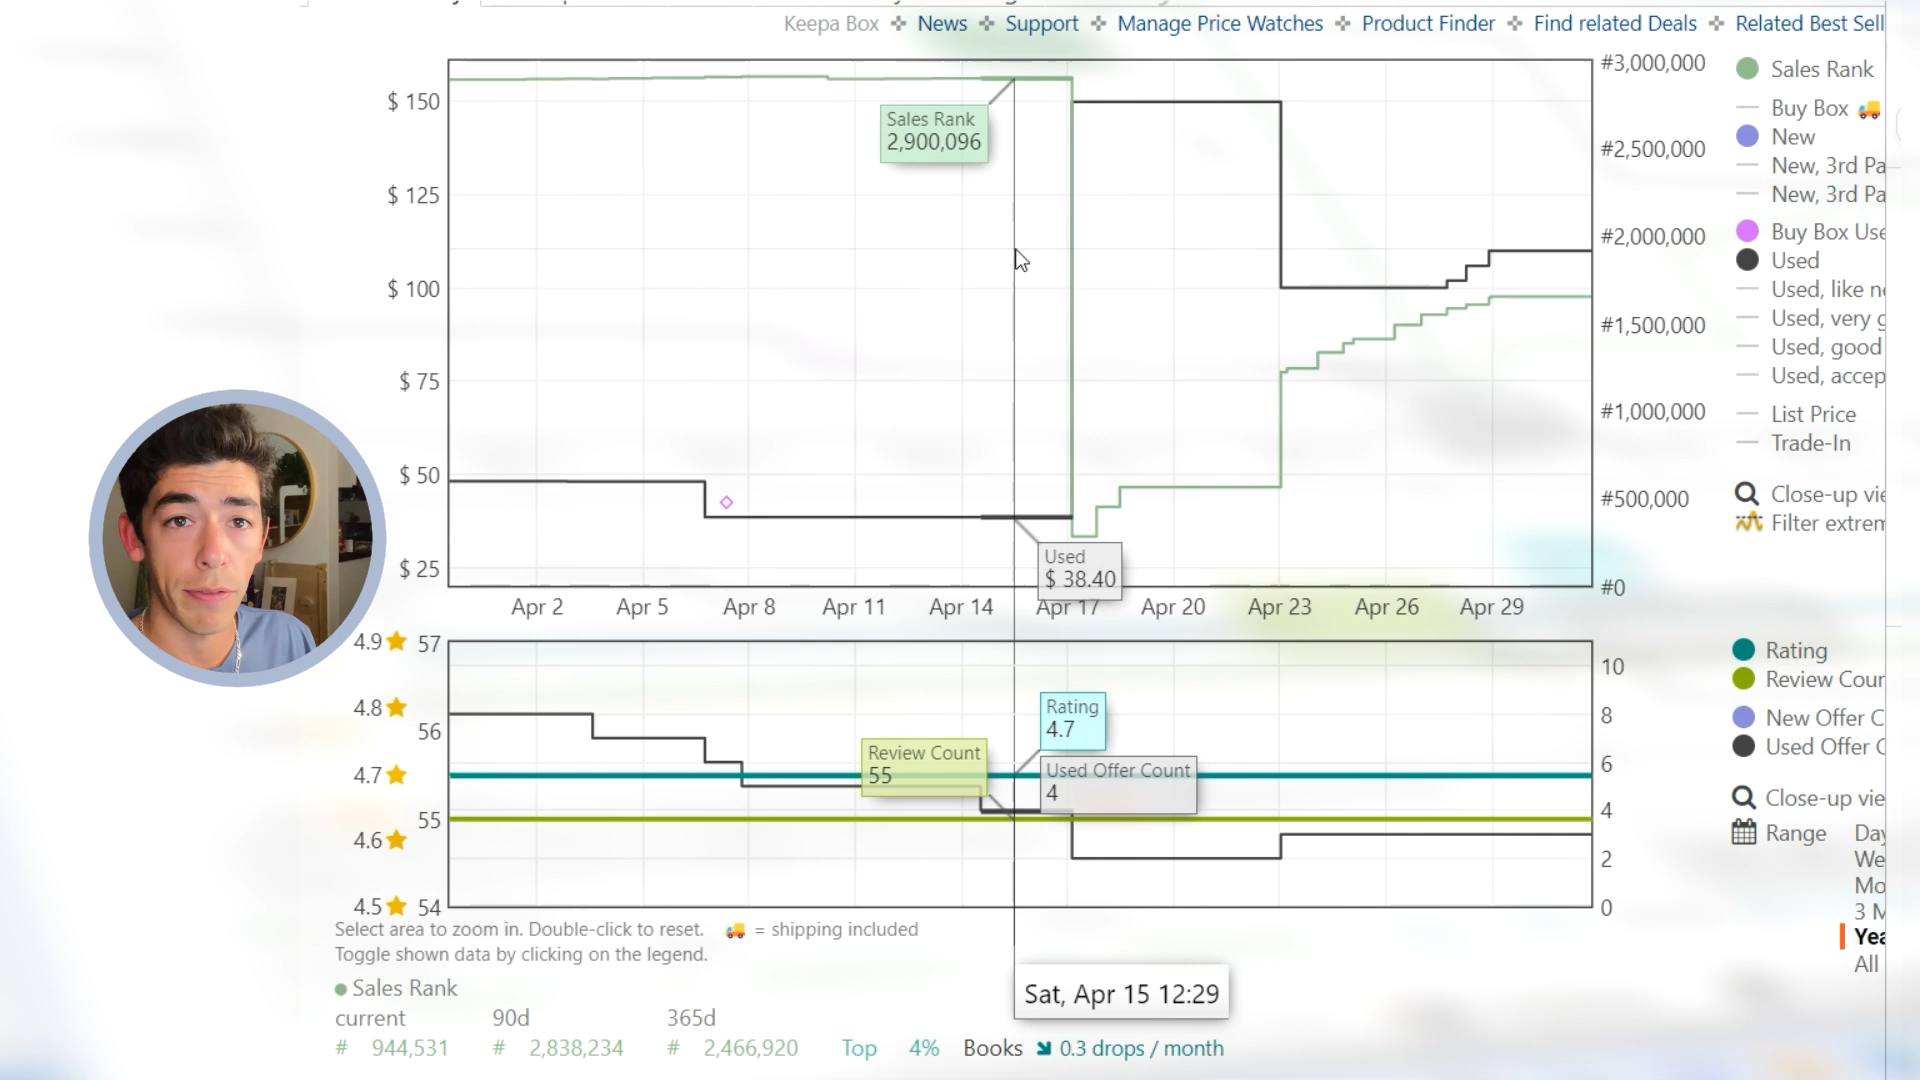 Keepa Box News Support Manage Price Watches Product Finder Find related Deals Related Best Sell
$ 150
$ 125
$ 100
$ 75
$ 50
$ 25
Sales Rank
2,900,096
Used
$ 38.40
#3,000,000
#2,500,000
#2,000,000
#1,500,000
#1,000,000
#500,000
#0
Apr 2 Apr 5 Apr 8 Apr 11 Apr 14 Apr 17 Apr 20 Apr 23 Apr 26 Apr 29
Sales Rank
Buy Box
New
New, 3rd Pa
New, 3rd Pa
Buy Box Use
Used
Used, like n
Used, very g
Used, good
Used, accep
List Price
Trade-In
Close-up vie
Filter extrem
4.9 57
4.8
56
4.7
55
4.6
4.5 54
Review Count
55
Rating
4.7
Used Offer Count
4
10
8
6
4
2
0
Rating
Review Cour
New Offer C
Used Offer C
Close-up vie
Range Day
We
Mo
3 M
Yea
All
Select area to zoom in. Double-click to reset. = shipping included
Toggle shown data by clicking on the legend.
Sat, Apr 15 12:29
Sales Rank
current 90d 365d
# 944,531 # 2,838,234 # 2,466,920 Top 4% Books 0.3 drops / month